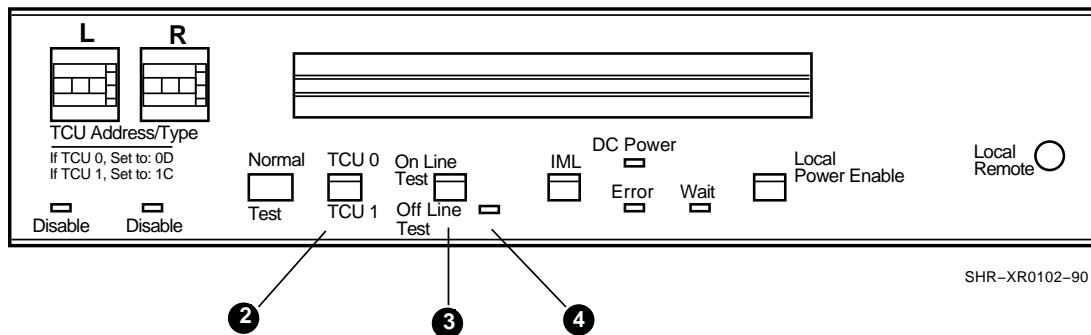 L R
TCU Address/Type
If TCU 0, Set to: 0D
If TCU 1, Set to: 1C
Disable Disable
Normal
Test
TCU 0
TCU 1
On Line
Test
Off Line
Test
IML
DC Power
Error Wait
Local
Power Enable
Local
Remote
SHR–XR0102–90
2 3 4